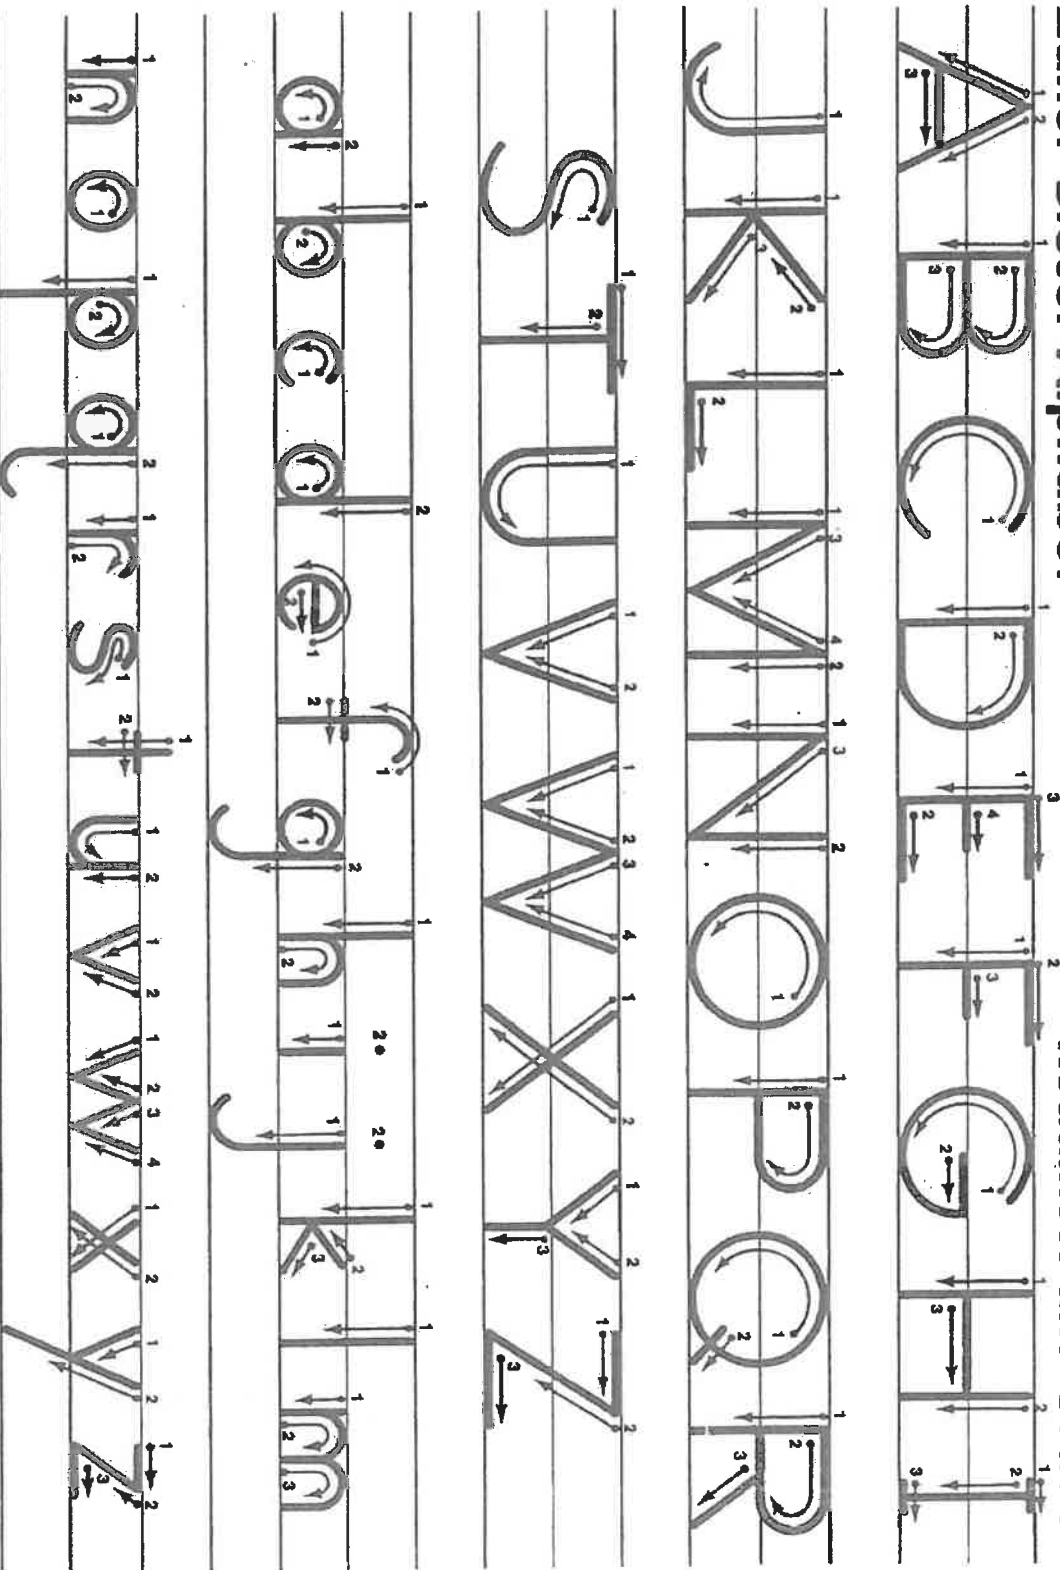 A B C D E F G H I
J K L M N O P Q R
S T U V W X Y Z
a b c d e f g h i j k l m
n o p q r s t u v w x y z